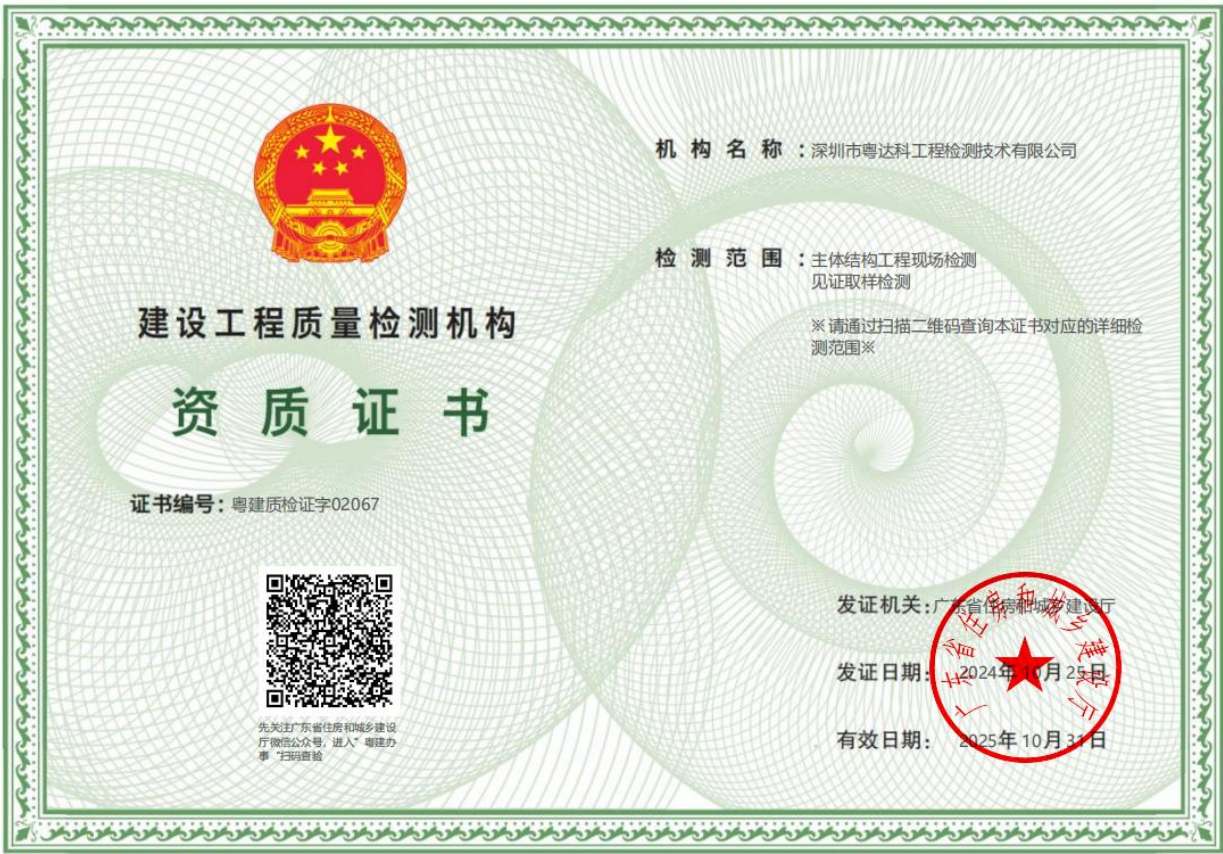 建设工程质量检测机构
资质证书
证书编号：粤建质检证字02067
先关注广东省住房和城乡建设
厅微信公众号，进入”粤建办
事“扫码查验
机构名称：深圳市粤达科工程检测技术有限公司
检测范围：主体结构工程现场检测
见证取样检测
※请通过扫描二维码查询本证书对应的详细检
测范围※
发证机关：广东省住房和城乡建设厅
发证日期：2024年10月25日
有效日期：2025年10月31日
广东省住房和城乡建设厅